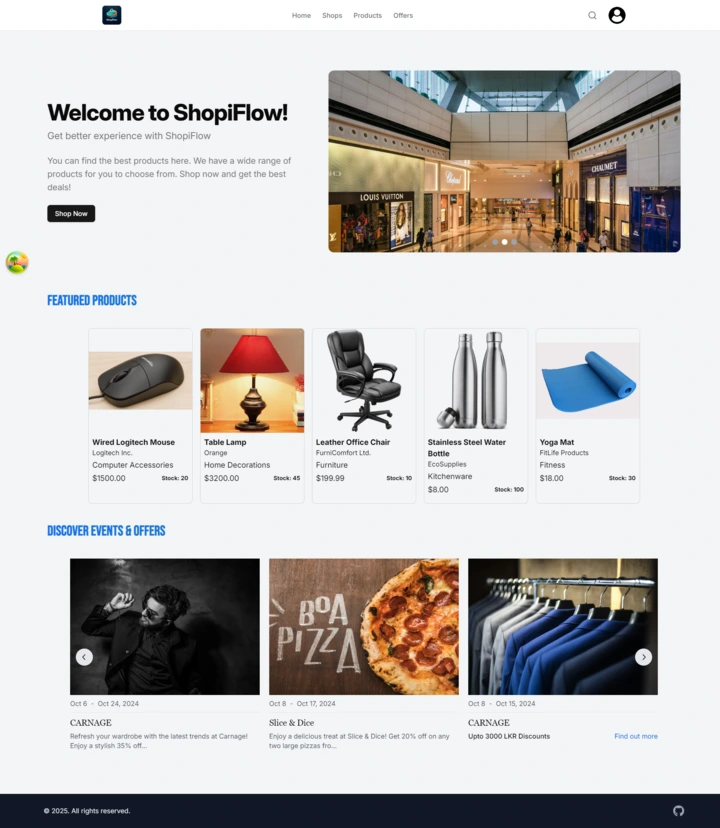 Home Shops Products Offers
Welcome to ShopiFlow!
Get better experience with ShopiFlow
You can find the best products here. We have a wide range of
products for you to choose from. Shop now and get the best
deals!
Shop Now
LOUIS VUITTON
Chopard
CHAUMET
FEATURED PRODUCTS
Wired Logitech Mouse
Logitech Inc.
Computer Accessories
$1500.00 Stock: 20
Table Lamp
Orange
Home Decorations
$3200.00 Stock: 45
Leather Office Chair
FurniComfort Ltd.
Furniture
$199.99 Stock: 10
Stainless Steel Water
Bottle
EcoSupplies
Kitchenware
$8.00 Stock: 100
Yoga Mat
FitLife Products
Fitness
$18.00 Stock: 30
DISCOVER EVENTS & OFFERS
BOA
PIZZA
Oct 6 - Oct 24, 2024
CARNAGE
Refresh your wardrobe with the latest trends at Carnage!
Enjoy a stylish 35% off...
Oct 8 - Oct 17, 2024
Slice & Dice
Enjoy a delicious treat at Slice & Dice! Get 20% off on any
two large pizzas fro...
Oct 8 - Oct 15, 2024
CARNAGE
Upto 3000 LKR Discounts Find out more
© 2025. All rights reserved.